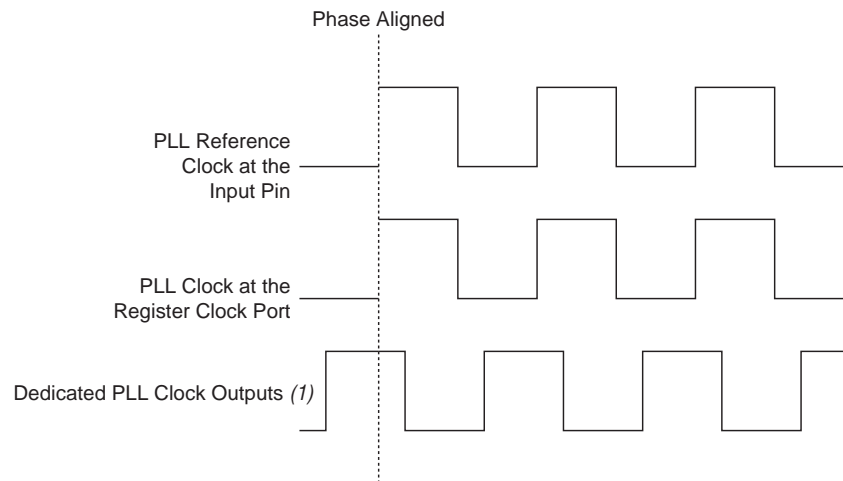 Phase Aligned
PLL Reference
Clock at the
Input Pin
PLL Clock at the
Register Clock Port
Dedicated PLL Clock Outputs (1)